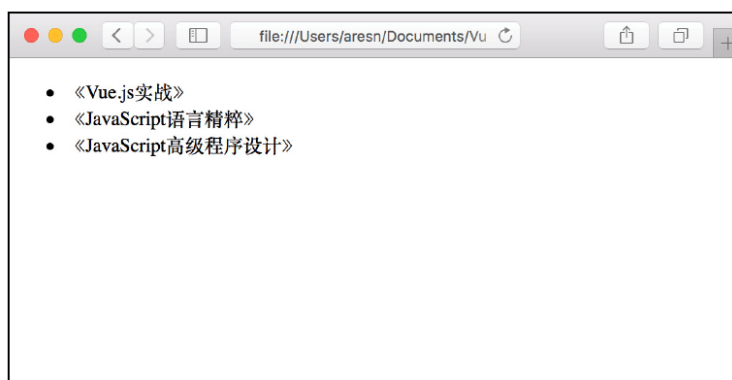 file:///Users/aresn/Documents/Vu
《Vue.js实战》
《JavaScript语言精粹》
《JavaScript高级程序设计》